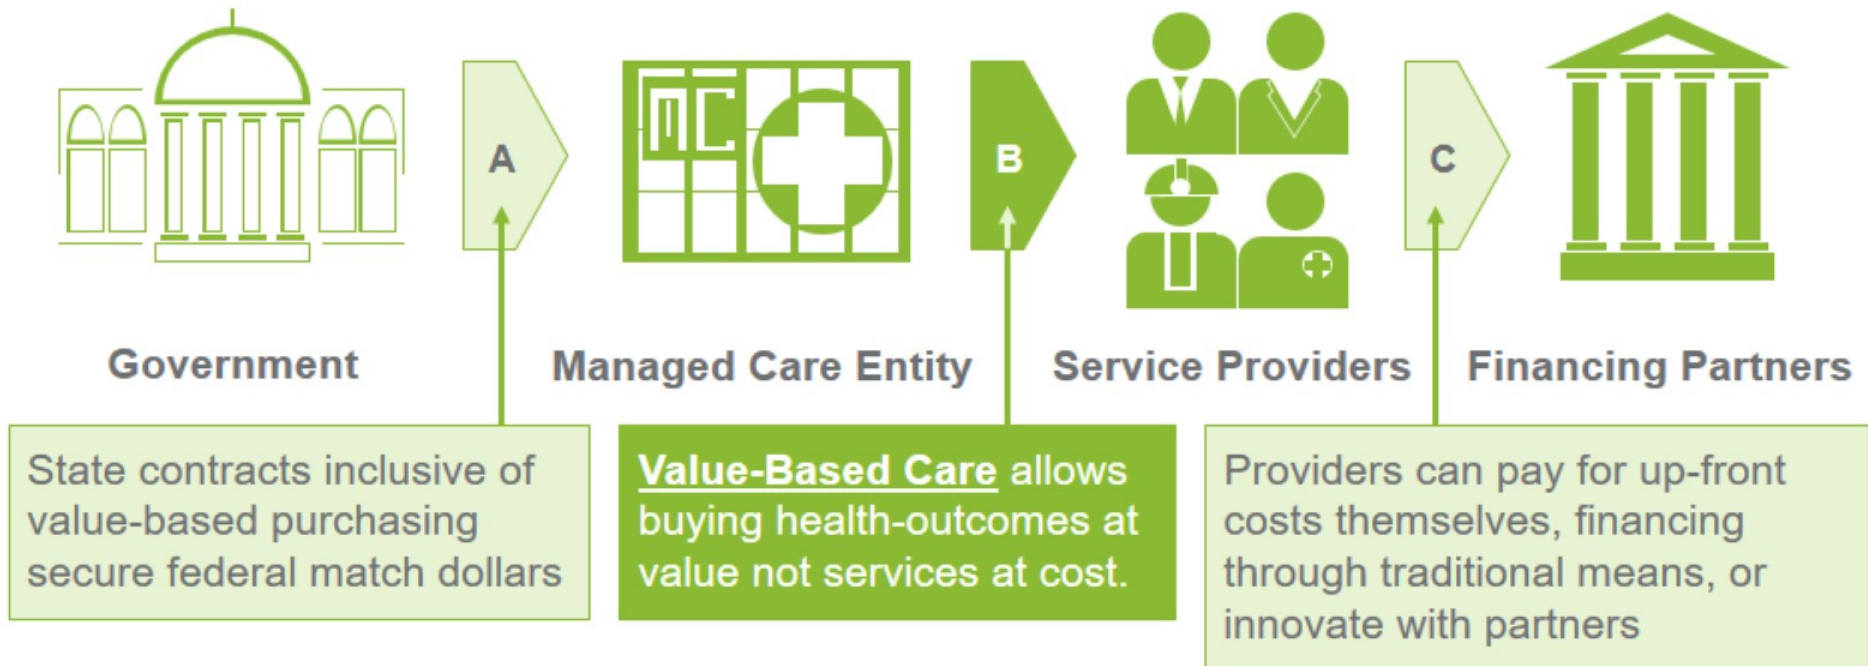 A
MC
B
C
Government
Managed Care Entity
Service Providers
Financing Partners
State contracts inclusive of
value-based purchasing
secure federal match dollars
Value-Based Care allows
buying health-outcomes at
value not services at cost.
Providers can pay for up-front
costs themselves, financing
through traditional means, or
innovate with partners